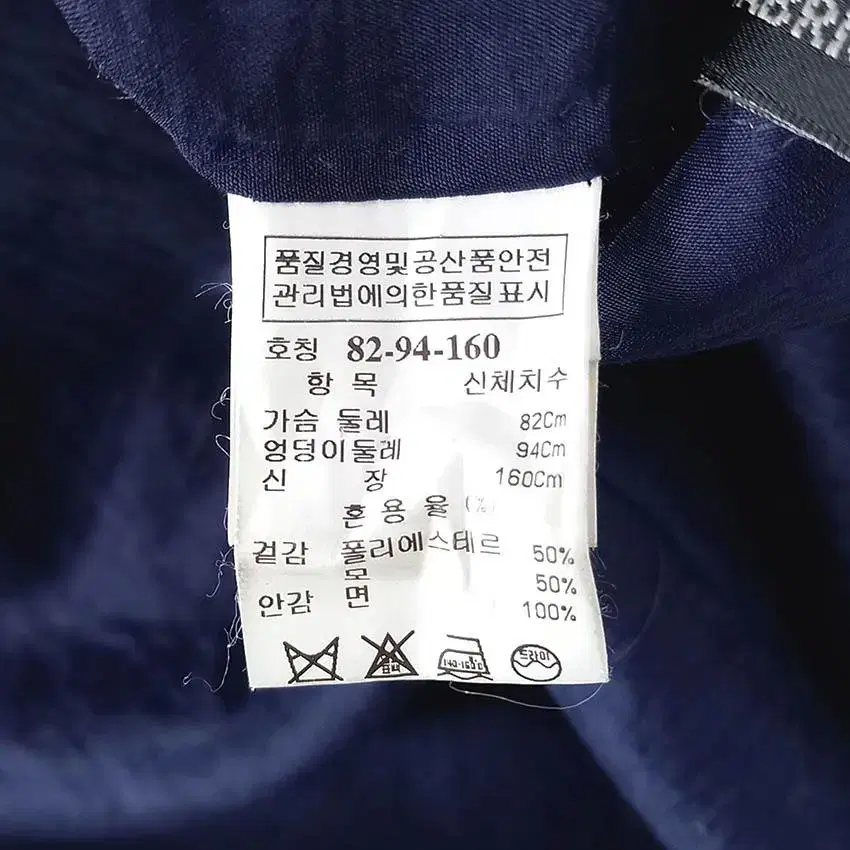 품질경영및공산품안전
관리법에의한품질표시
호칭 82-94-160
항 목 신체치수
가슴 둘레 82Cm
엉덩이둘레 94Cm
신 장 160Cm
혼 용 율 (%)
겉감 폴리에스테르 50%
모 50%
안감 면 100%
140-160℃ 드라이